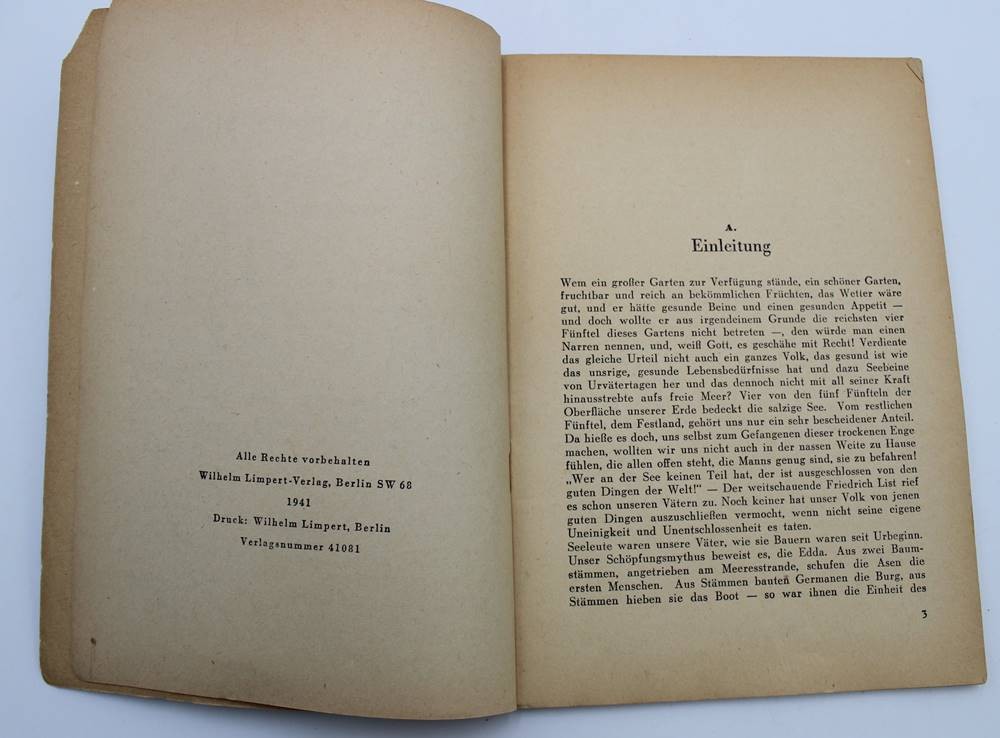 Alle Rechte vorbehalten
Wilhelm Limpert-Verlag, Berlin SW 68
1941
Druck: Wilhelm Limpert, Berlin
Verlagsnummer 41081
A.
Einleitung
Wem ein großer Garten zur Verfügung stände, ein schöner Garten,
fruchtbar und reich an bekömmlichen Früchten, das Wetter wäre
gut, und er hätte gesunde Beine und einen gesunden Appetit —
und doch wollte er aus irgendeinem Grunde die reichsten vier
Fünftel dieses Gartens nicht betreten —, den würde man einen
Narren nennen, und, weiß Gott, es geschähe mit Recht! Verdiente
das gleiche Urteil nicht auch ein ganzes Volk, das gesund ist wie
das unsrige, gesunde Lebensbedürfnisse hat und dazu Seebeine
von Urvätertagen her und das dennoch nicht mit all seiner Kraft
hinausstrebte aufs freie Meer? Vier von den fünf Fünfteln der
Oberfläche unserer Erde bedeckt die salzige See. Vom restlichen
Fünftel, dem Festland, gehört uns nur ein sehr bescheidener Anteil.
Da hieße es doch, uns selbst zum Gefangenen dieser trockenen Enge
machen, wollten wir uns nicht auch in der nassen Weite zu Hause
fühlen, die allen offen steht, die Manns genug sind, sie zu befahren!
„Wer an der See keinen Teil hat, der ist ausgeschlossen von den
guten Dingen der Welt!“ — Der weitschauende Friedrich List rief
es schon unseren Vätern zu. Noch keiner hat unser Volk von jenen
guten Dingen auszuschließen vermocht, wenn nicht seine eigene
Uneinigkeit und Unentschlossenheit es taten.
Seeleute waren unsere Väter, wie sie Bauern waren seit Urbeginn.
Unser Schöpfungsmythus beweist es, die Edda. Aus zwei Baum-
stämmen, angetrieben am Meeresstrande, schufen die Asen die
ersten Menschen. Aus Stämmen bauten Germanen die Burg, aus
Stämmen hieben sie das Boot — so war ihnen die Einheit des
3